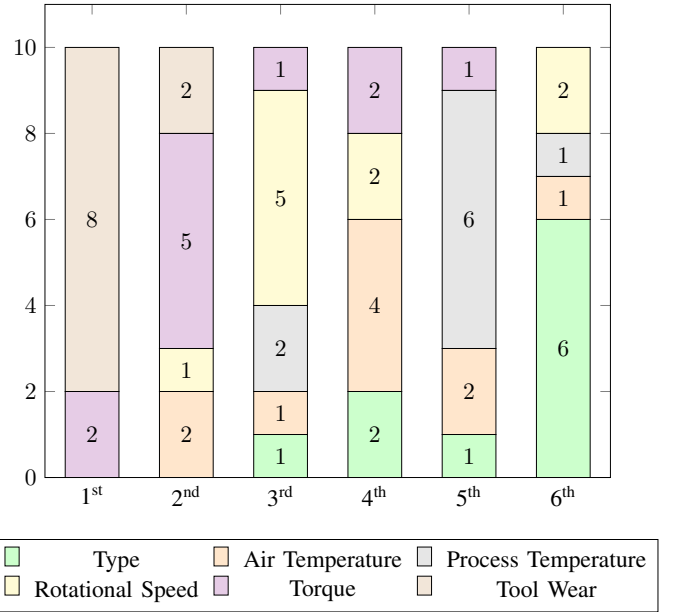 10
8
6
4
2
0
2 8
2 1 5 2
1 1 2 5 1
2 4 2 2
1 2 6 1
6 1 1 2
1st 2nd 3rd 4th 5th 6th
Type Air Temperature Process Temperature
Rotational Speed Torque Tool Wear